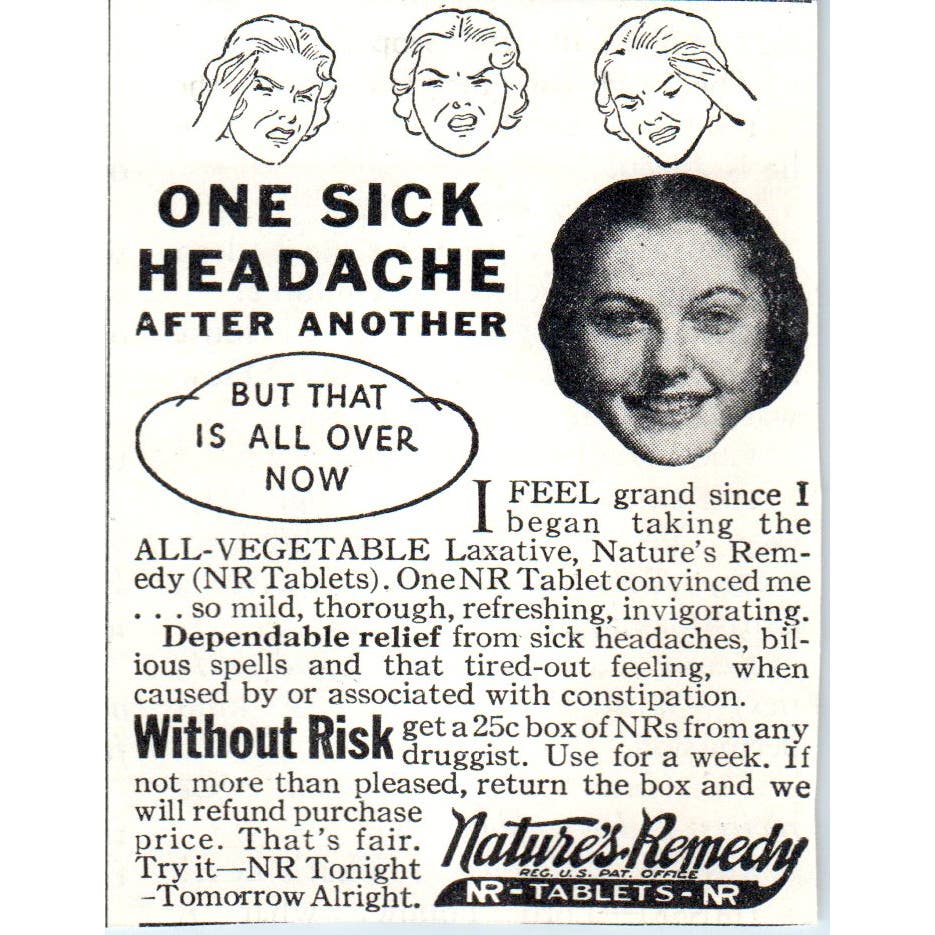 ONE SICK
HEADACHE
AFTER ANOTHER
BUT THAT
IS ALL OVER
NOW
I FEEL grand since I
began taking the
ALL-VEGETABLE Laxative, Nature's Rem-
edy (NR Tablets). One NR Tablet convinced me
. . . so mild, thorough, refreshing, invigorating.
Dependable relief from sick headaches, bil-
ious spells and that tired-out feeling, when
caused by or associated with constipation.
Without Risk get a 25c box of NRs from any
druggist. Use for a week. If
not more than pleased, return the box and we
will refund purchase
price. That's fair.
Try it—NR Tonight
-Tomorrow Alright.
Nature's Remedy
REG. U.S. PAT. OFFICE
NR - TABLETS - NR